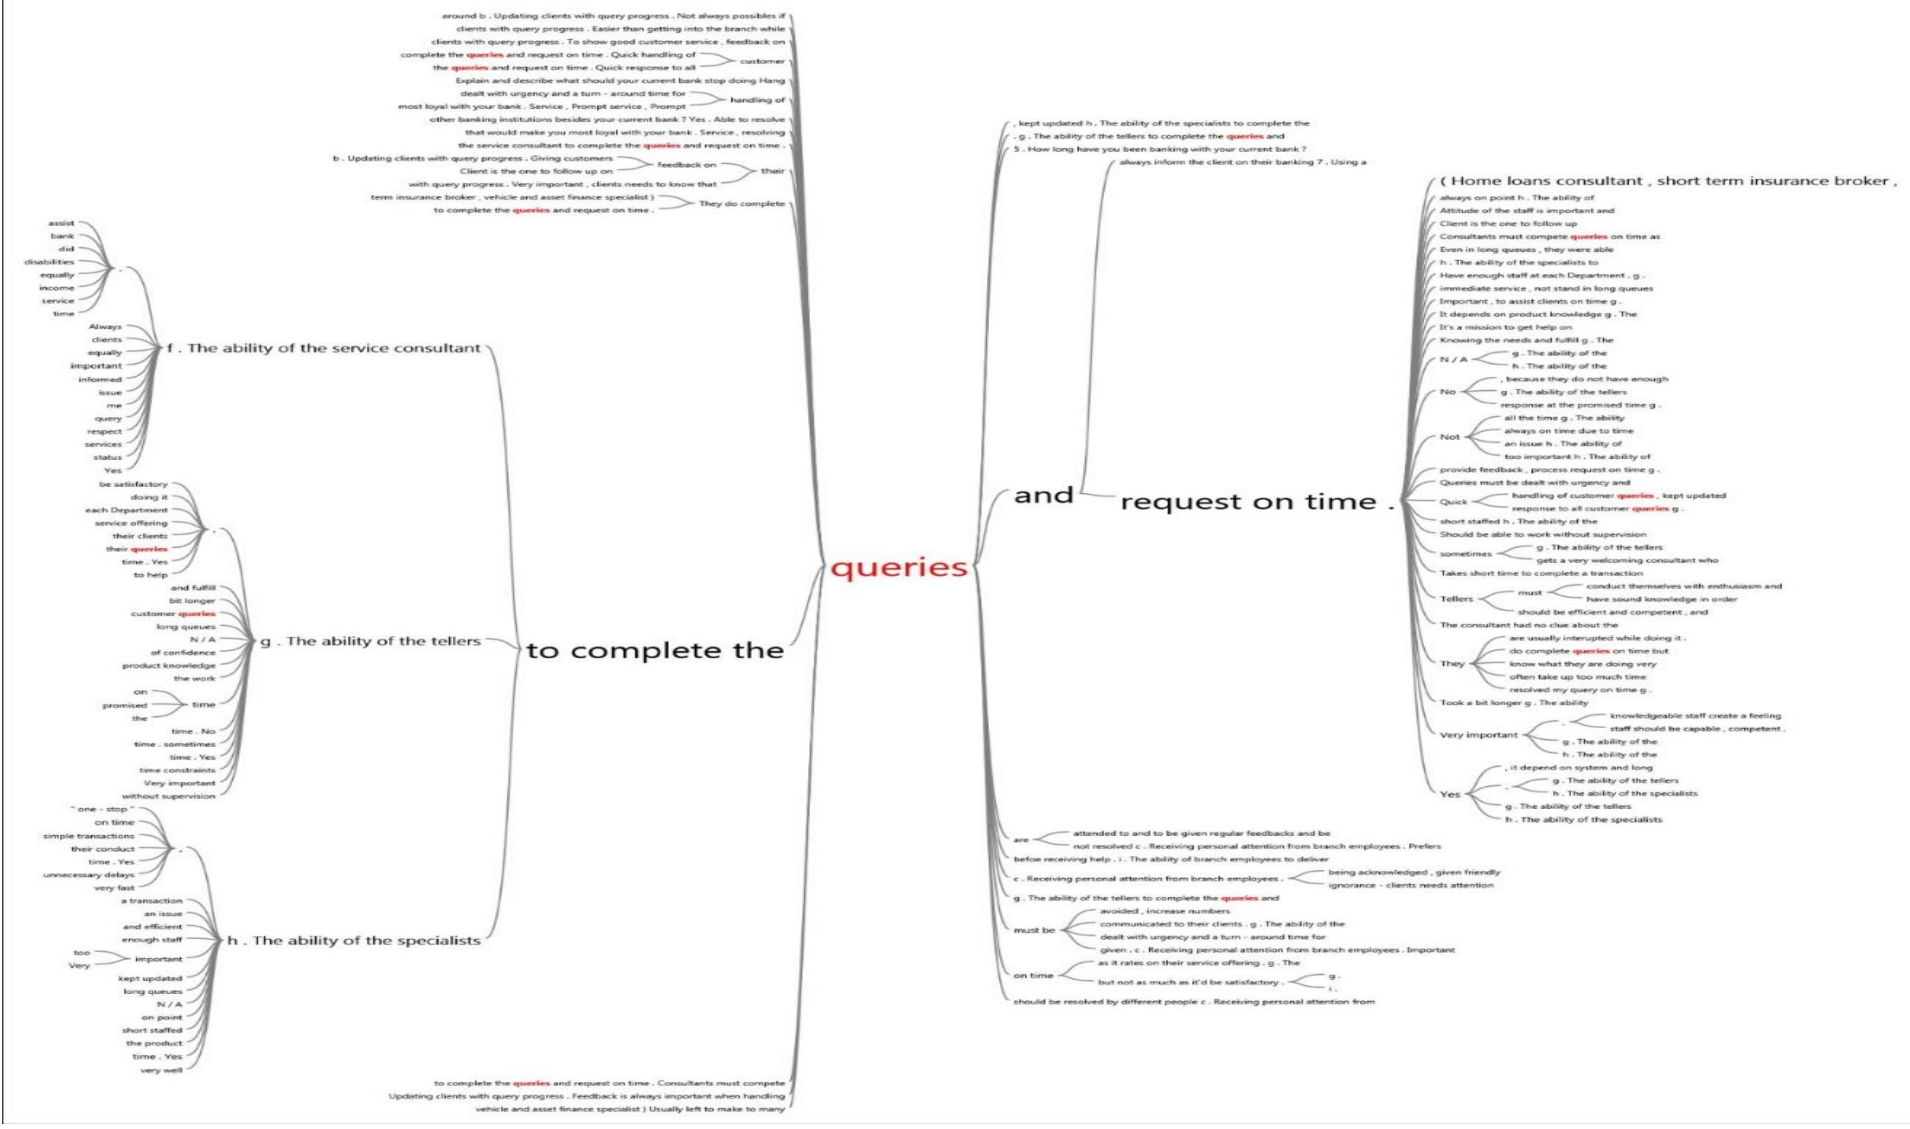 around b . Updating clients with query progress . Not always possibles if
clients with query progress . Easier than getting into the branch while
clients with query progress . To show good customer service , feedback on
complete the queries and request on time . Quick handling of
the queries and request on time . Quick response to all
customer
Explain and describe what should your current bank stop doing Hang
dealt with urgency and a turn - around time for
most loyal with your bank . Service , Prompt service , Prompt
handling of
other banking institutions besides your current bank ? Yes . Able to resolve
that would make you most loyal with your bank . Service , resolving
the service consultant to complete the queries and request on time .
b . Updating clients with query progress . Giving customers
Client is the one to follow up on
feedback on
with query progress . Very important , clients needs to know that
their
term insurance broker , vehicle and asset finance specialist )
to complete the queries and request on time .
They do complete
assist
bank
did
disabilities
equally
income
service
time
.
Always
clients
equally
important
informed
issue
me
query
respect
services
status
Yes
f . The ability of the service consultant
be satisfactory
doing it
each Department
service offering
their clients
their queries
time . Yes
to help
.
and fulfill
bit longer
customer queries
long queues
N / A
of confidence
product knowledge
the work
on
promised
the
time
time . No
time . sometimes
time . Yes
time constraints
Very important
without supervision
g . The ability of the tellers
" one - stop "
on time
simple transactions
their conduct
time . Yes
unnecessary delays
very fast
.
a transaction
an issue
and efficient
enough staff
too
Very
important
kept updated
long queues
N / A
on point
short staffed
the product
time . Yes
very well
h . The ability of the specialists
to complete the
to complete the queries and request on time . Consultants must compete
Updating clients with query progress . Feedback is always important when handling
vehicle and asset finance specialist ) Usually left to make to many
queries
, kept updated h . The ability of the specialists to complete the
. g . The ability of the tellers to complete the queries and
5 . How long have you been banking with your current bank ?
and
always inform the client on their banking 7 . Using a
request on time .
( Home loans consultant , short term insurance broker ,
always on point h . The ability of
Attitude of the staff is important and
Client is the one to follow up
Consultants must compete queries on time as
Even in long queues , they were able
h . The ability of the specialists to
Have enough staff at each Department . g .
immediate service , not stand in long queues
Important , to assist clients on time g .
It depends on product knowledge g . The
It's a mission to get help on
Knowing the needs and fulfill g . The
N / A
g . The ability of the
h . The ability of the
No
, because they do not have enough
g . The ability of the tellers
response at the promised time g .
Not
all the time g . The ability
always on time due to time
an issue h . The ability of
too important h . The ability of
provide feedback , process request on time g .
Queries must be dealt with urgency and
Quick
handling of customer queries , kept updated
response to all customer queries g .
short staffed h . The ability of the
Should be able to work without supervision
sometimes
g . The ability of the tellers
gets a very welcoming consultant who
Takes short time to complete a transaction
Tellers
must
conduct themselves with enthusiasm and
have sound knowledge in order
should be efficient and competent , and
The consultant had no clue about the
They
are usually interupted while doing it .
do complete queries on time but
know what they are doing very
often take up too much time
resolved my query on time g .
Took a bit longer g . The ability
Very important
.
knowledgeable staff create a feeling
staff should be capable , competent .
g . The ability of the
h . The ability of the
Yes
, it depend on system and long
.
g . The ability of the tellers
h . The ability of the specialists
g . The ability of the tellers
h . The ability of the specialists
are
attended to and to be given regular feedbacks and be
not resolved c . Receiving personal attention from branch employees . Prefers
befoe receiving help . i . The ability of branch employees to deliver
c . Receiving personal attention from branch employees .
being acknowledged , given friendly
ignorance - clients needs attention
g . The ability of the tellers to complete the queries and
must be
avoided , increase numbers
communicated to their clients . g . The ability of the
dealt with urgency and a turn - around time for
given . c . Receiving personal attention from branch employees . Important
on time
as it rates on their service offering . g . The
but not as much as it'd be satisfactory .
g .
i .
should be resolved by different people c . Receiving personal attention from